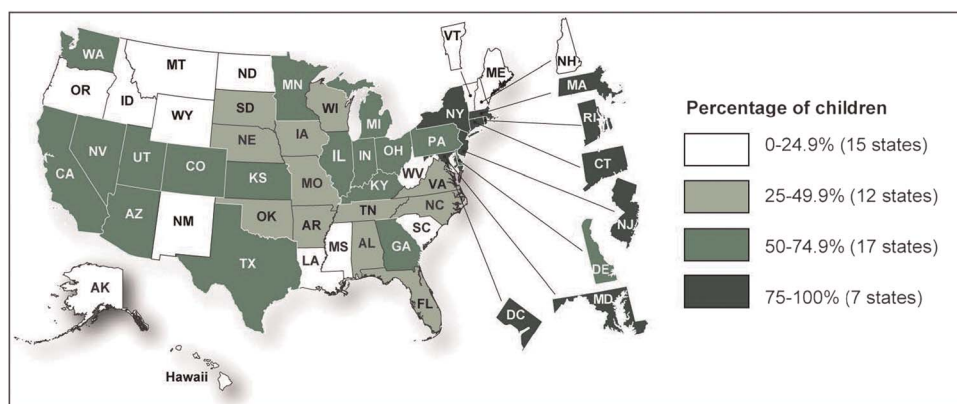 WA
MT
ND
MN
VT
ME
NH
MA
OR
ID
WY
SD
WI
MI
NY
RI
NE
IA
PA
CT
NV
UT
CO
KS
IL
IN
OH
WV
VA
NJ
CA
MO
KY
NC
AZ
NM
OK
AR
TN
SC
DE
TX
LA
MS
AL
GA
MD
DC
FL
AK
Hawaii
Percentage of children
0-24.9% (15 states)
25-49.9% (12 states)
50-74.9% (17 states)
75-100% (7 states)